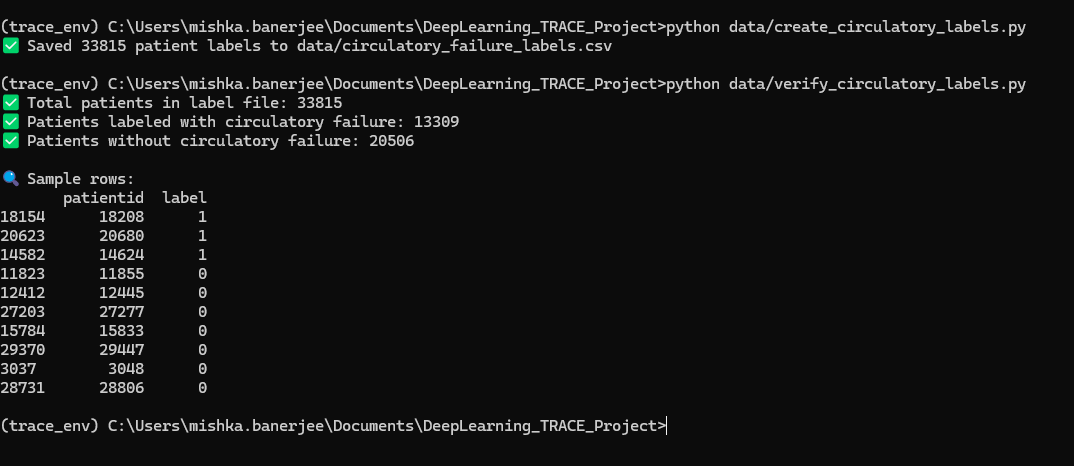 (trace_env) C:\Users\mishka.banerjee\Documents\DeepLearning_TRACE_Project>python data/create_circulatory_labels.py
✅ Saved 33815 patient labels to data/circulatory_failure_labels.csv
(trace_env) C:\Users\mishka.banerjee\Documents\DeepLearning_TRACE_Project>python data/verify_circulatory_labels.py
✅ Total patients in label file: 33815
✅ Patients labeled with circulatory failure: 13309
✅ Patients without circulatory failure: 20506
🔍 Sample rows:
       patientid  label
18154      18208      1
20623      20680      1
14582      14624      1
11823      11855      0
12412      12445      0
27203      27277      0
15784      15833      0
29370      29447      0
3037        3048      0
28731      28806      0
(trace_env) C:\Users\mishka.banerjee\Documents\DeepLearning_TRACE_Project>